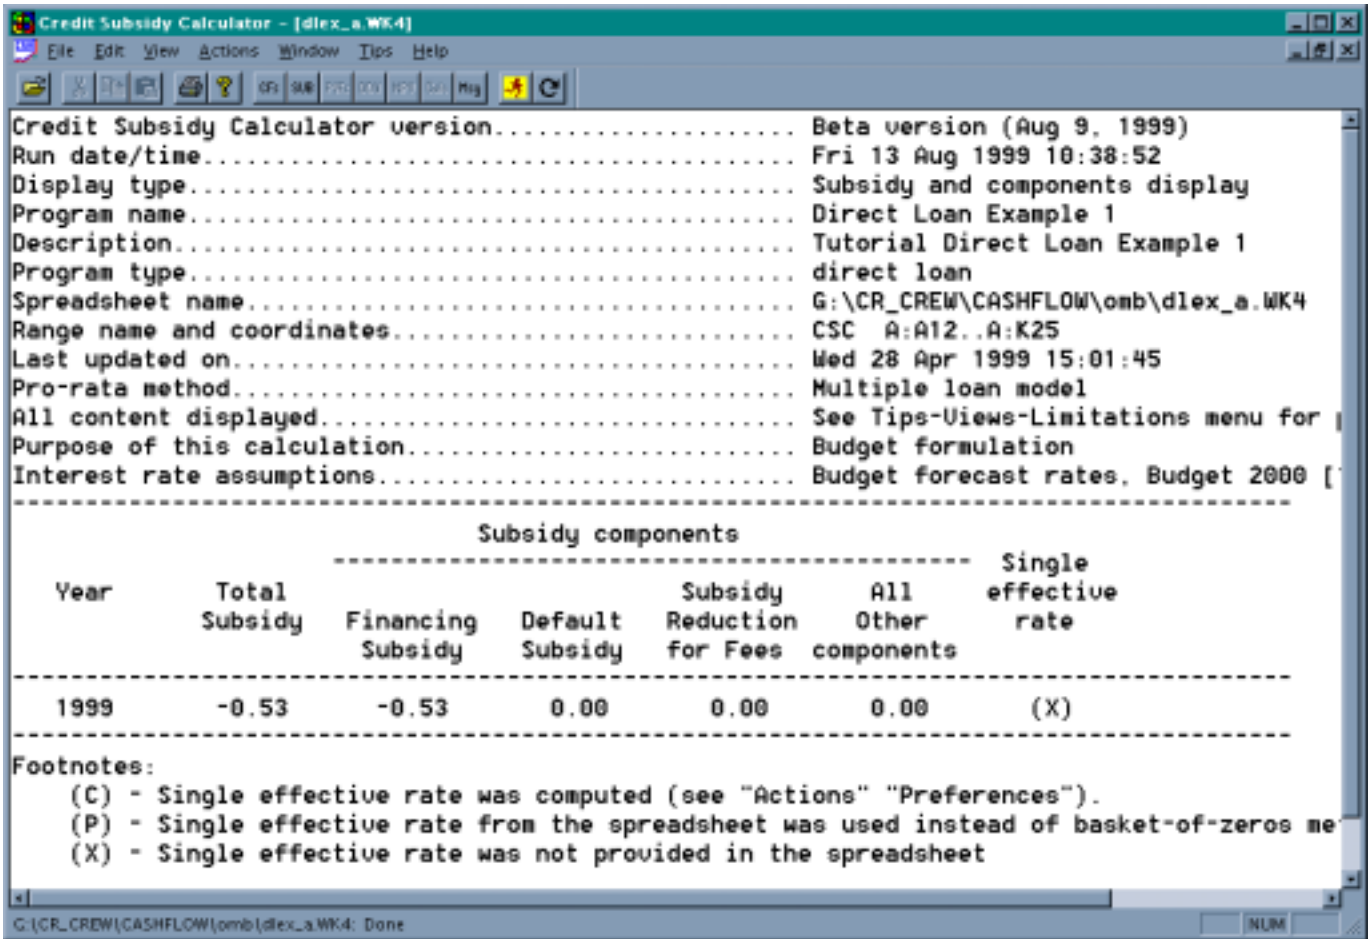 Credit Subsidy Calculator - [dlex_a.WK4]
File Edit View Actions Window Tips Help
CFs SUB Msg
Credit Subsidy Calculator version..................... Beta version (Aug 9, 1999)
Run date/time......................................... Fri 13 Aug 1999 10:38:52
Display type.......................................... Subsidy and components display
Program name.......................................... Direct Loan Example 1
Description........................................... Tutorial Direct Loan Example 1
Program type.......................................... direct loan
Spreadsheet name...................................... G:\CR_CREW\CASHFLOW\omb\dlex_a.WK4
Range name and coordinates............................ CSC A:A12..A:K25
Last updated on....................................... Wed 28 Apr 1999 15:01:45
Pro-rata method....................................... Multiple loan model
All content displayed................................. See Tips-Views-Limitations menu for
Purpose of this calculation........................... Budget formulation
Interest rate assumptions............................. Budget forecast rates, Budget 2000 [
Subsidy components
Single
Year Total Subsidy All effective
Subsidy Financing Default Reduction Other rate
Subsidy Subsidy for Fees components
1999 -0.53 -0.53 0.00 0.00 0.00 (X)
Footnotes:
(C) - Single effective rate was computed (see "Actions" "Preferences").
(P) - Single effective rate from the spreadsheet was used instead of basket-of-zeros me
(X) - Single effective rate was not provided in the spreadsheet
G:\CR_CREW\CASHFLOW\omb\dlex_a.WK4: Done NUM